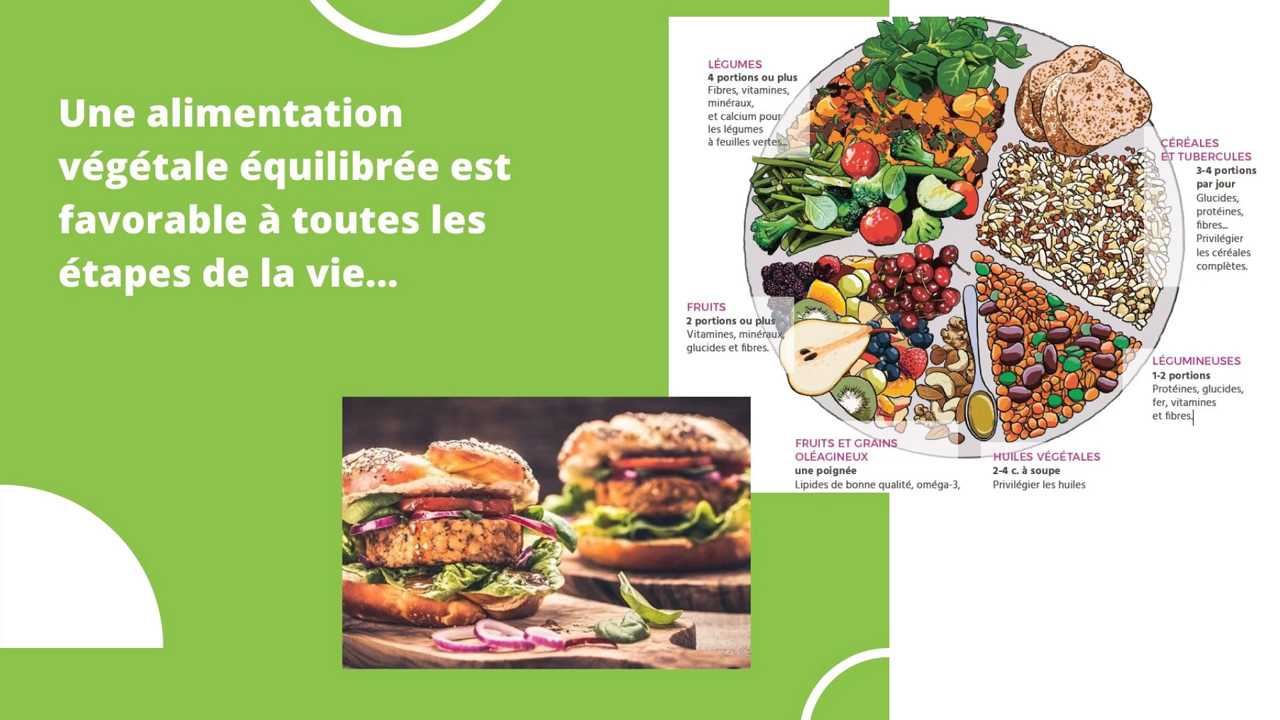 Une alimentation
végétale équilibrée est
favorable à toutes les
étapes de la vie...
LÉGUMES
4 portions ou plus
Fibres, vitamines,
minéraux,
et calcium pour
les légumes
à feuilles vertes...
CÉRÉALES
ET TUBERCULES
3-4 portions
par jour
Glucides,
protéines,
fibres...
Privilégier
les céréales
complètes.
FRUITS
2 portions ou plus
Vitamines, minéraux,
glucides et fibres.
LÉGUMINEUSES
1-2 portions
Protéines, glucides,
fer, vitamines
et fibres.
FRUITS ET GRAINS
OLÉAGINEUX
une poignée
Lipides de bonne qualité, oméga-3,
HUILES VÉGÉTALES
2-4 c. à soupe
Privilégier les huiles